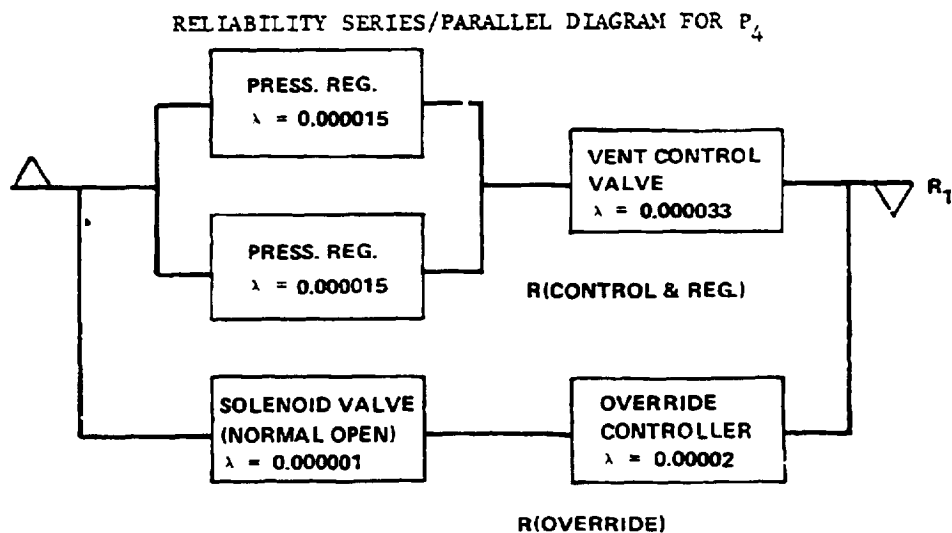 RELIABILITY SERIES/PARALLEL DIAGRAM FOR P₄
PRESS. REG.
λ = 0.000015
PRESS. REG.
λ = 0.000015
VENT CONTROL
VALVE
λ = 0.000033
R_T
R(CONTROL & REG.)
SOLENOID VALVE
(NORMAL OPEN)
λ = 0.000001
OVERRIDE
CONTROLLER
λ = 0.00002
R(OVERRIDE)